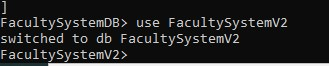 ]
FacultySystemDB> use FacultySystemV2
switched to db FacultySystemV2
FacultySystemV2>